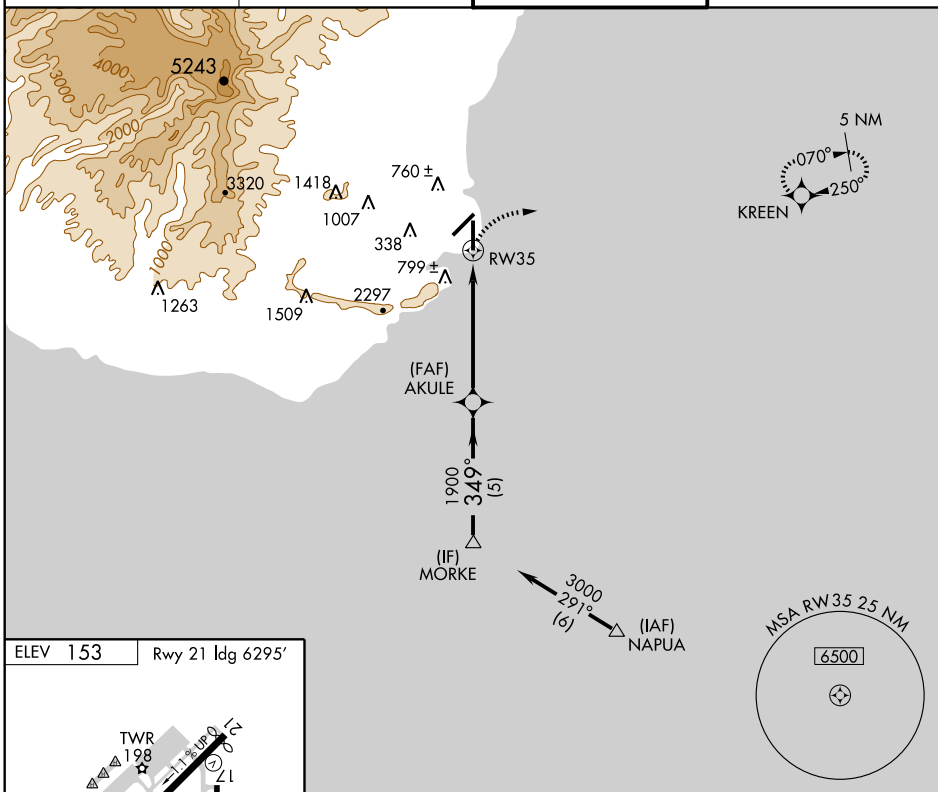 5243
4000
3000
2000
3320
1000
1263
1418
1007
760 ±
338
799 ±
1509
2297
RW35
5 NM
070°
250°
KREEN
(FAF)
AKULE
1900
349°
(5)
(IF)
MORKE
3000
291°
(6)
(IAF)
NAPUA
MSA RW35 25 NM
6500
ELEV 153
Rwy 21 ldg 6295'
TWR
198
1.1% UP
21
V
17